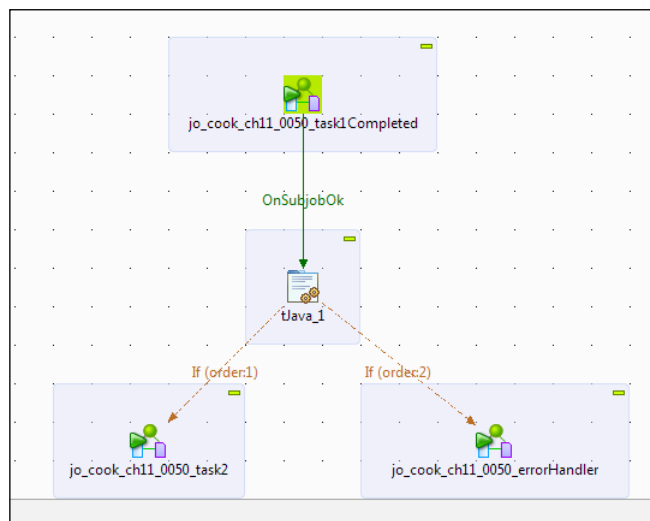 jo_cook_ch11_0050_task1Completed
OnSubjobOk
tJava_1
If (order:1)
If (order:2)
jo_cook_ch11_0050_task2
jo_cook_ch11_0050_errorHandler